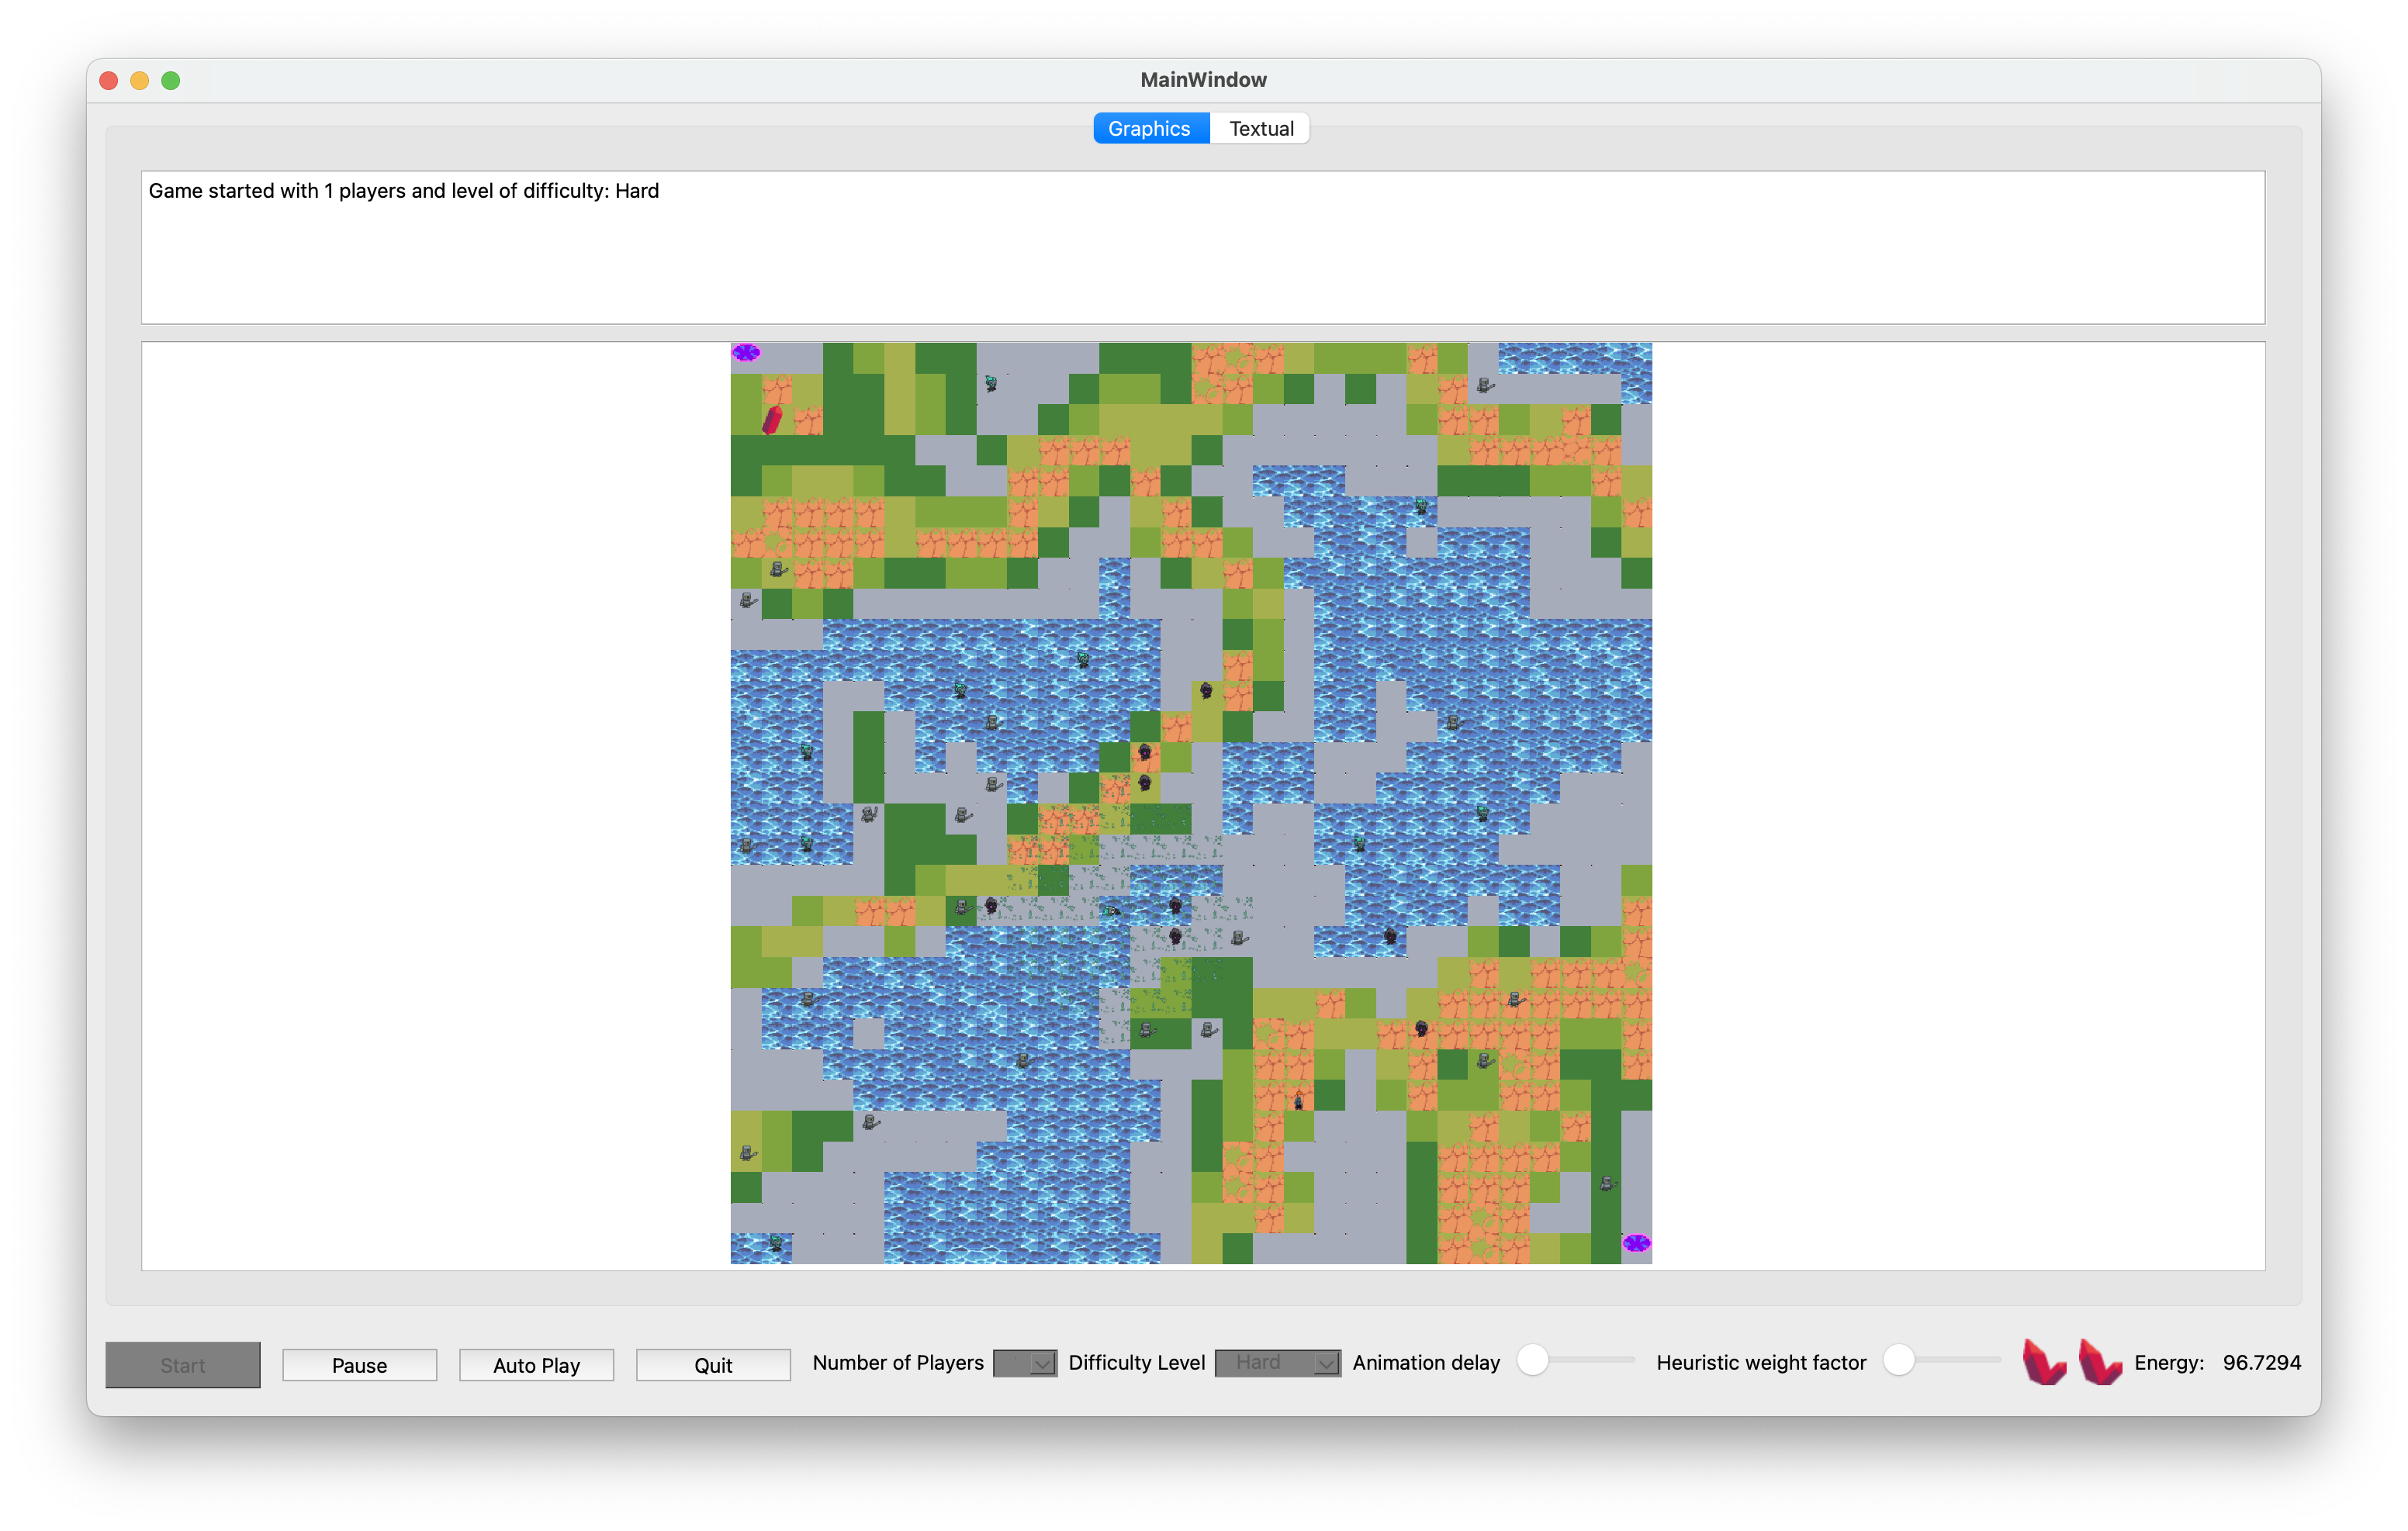 MainWindow
Graphics Textual
Game started with 1 players and level of difficulty: Hard
Start Pause Auto Play Quit Number of Players Difficulty Level Hard Animation delay Heuristic weight factor Energy: 96.7294